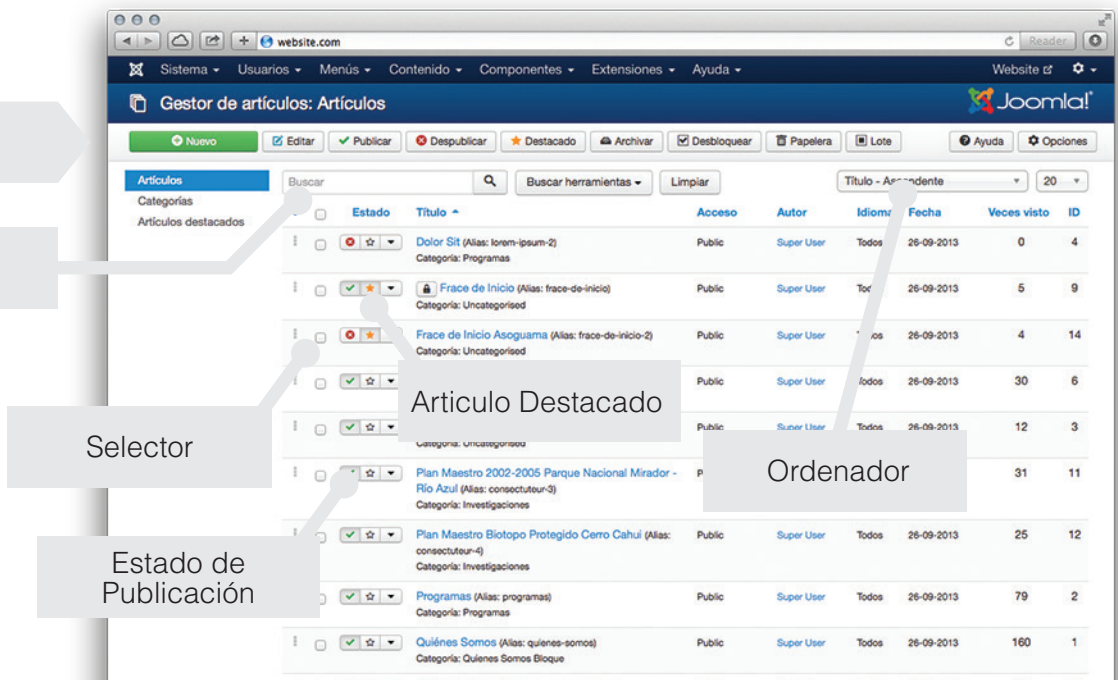 website.com
Reader
Sistema Usuarios Menús Contenido Componentes Extensiones Ayuda Website
Gestor de artículos: Artículos
Joomla!
Nuevo Editar Publicar Despublicar Destacado Archivar Desbloquear Papelera Lote Ayuda Opciones
Artículos
Categorías
Artículos destacados
Buscar Buscar herramientas Limpiar Título - 20
Estado Título Acceso Autor Idioma Fecha Veces visto ID
Dolor Sit (Alias: lorem-ipsum-2) Public Super User Todos 26-09-2013 0 4
Categoría: Programas
Frace de Inicio (Alias: frace-de-inicio) Public Super User 26-09-2013 5 9
Categoría: Uncategorised
Frace de Inicio Asoguama (Alias: frace-de-inicio-2) Public Super User 26-09-2013 4 14
Categoría: Uncategorised
Public Super User 26-09-2013 30 6
Articulo Destacado
Public Super User Todos 26-09-2013 12 3
Categoría: Uncategorised
Selector
Ordenador
Plan Maestro 2002-2005 Parque Nacional Mirador - 31 11
Río Azul (Alias: consectuteur-3)
Categoría: Investigaciones
Plan Maestro Biotopo Protegido Cerro Cahui (Alias: Public Super User Todos 26-09-2013 25 12
consectuteur-4)
Categoría: Investigaciones
Estado de
Publicación
Programas (Alias: programas) Public Super User Todos 26-09-2013 79 2
Categoría: Programas
Quiénes Somos (Alias: quienes-somos) Public Super User Todos 26-09-2013 160 1
Categoría: Quienes Somos Bloque